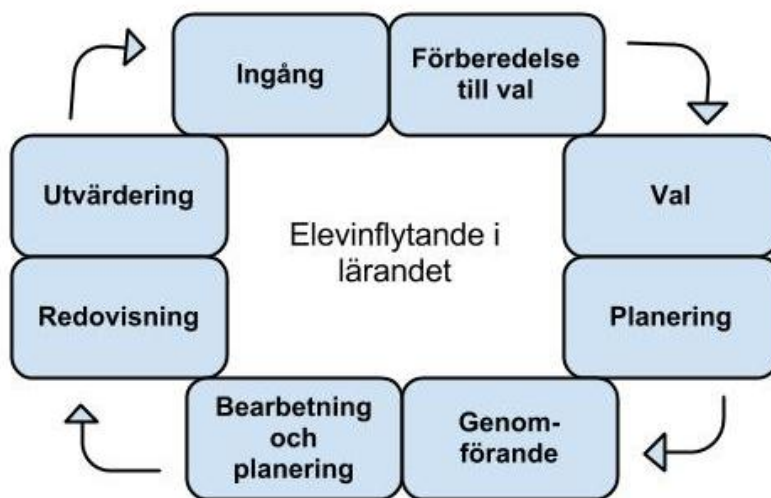 Ingång
Förberedelse
till val
Val
Planering
Genom-
förande
Bearbetning
och
planering
Redovisning
Utvärdering
Elevinflytande i
lärandet